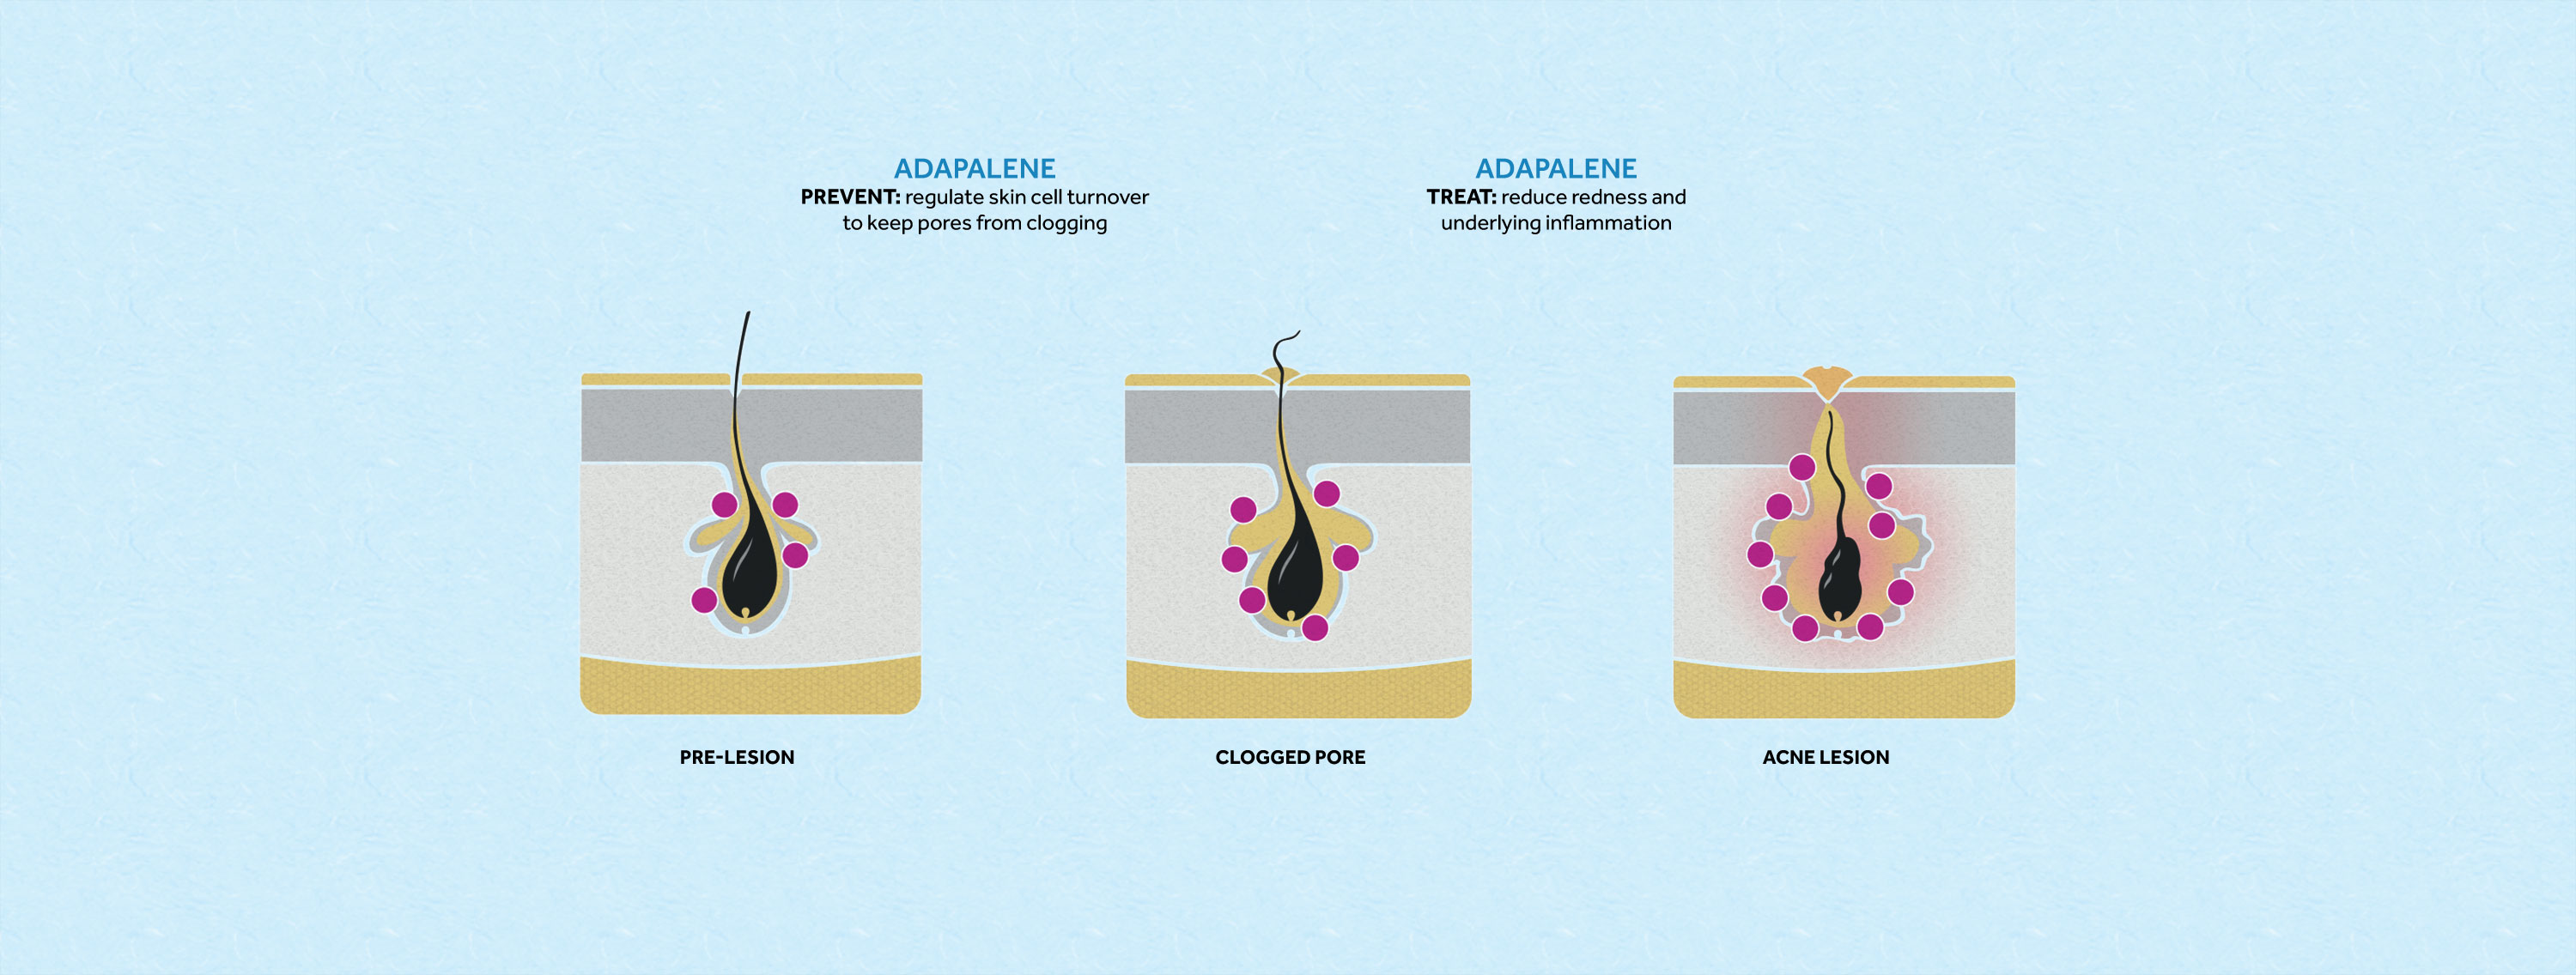 ADAPALENE
PREVENT: regulate skin cell turnover
to keep pores from clogging
ADAPALENE
TREAT: reduce redness and
underlying inflammation
PRE-LESION
CLOGGED PORE
ACNE LESION